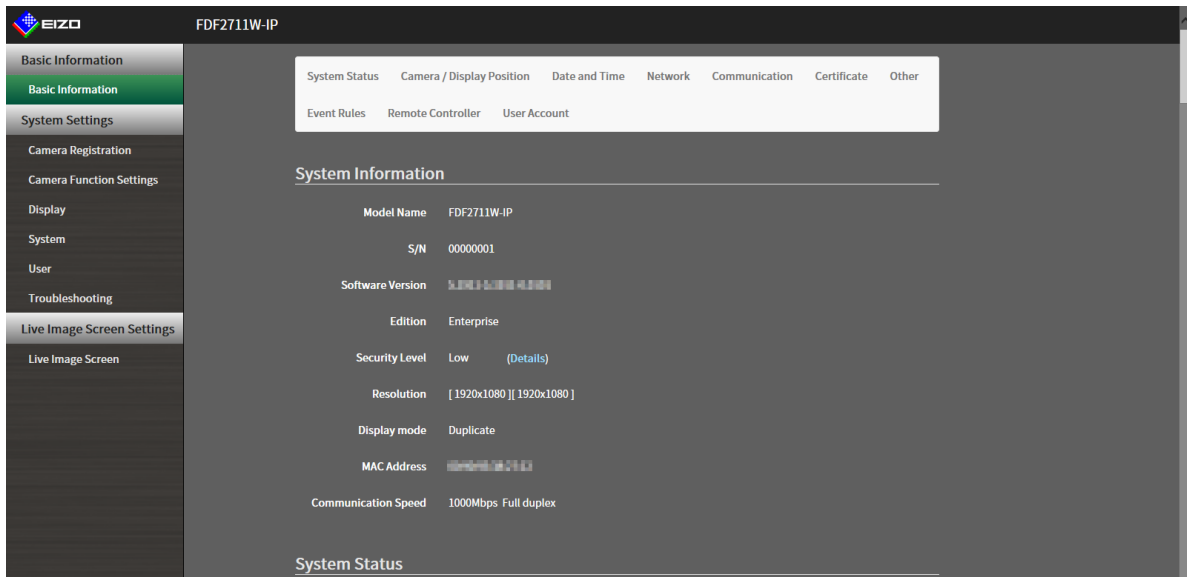 EIZO
FDF2711W-IP
Basic Information
Basic Information
System Settings
Camera Registration
Camera Function Settings
Display
System
User
Troubleshooting
Live Image Screen Settings
Live Image Screen
System Status Camera / Display Position Date and Time Network Communication Certificate Other
Event Rules Remote Controller User Account
System Information
Model Name FDF2711W-IP
S/N 00000001
Software Version
Edition Enterprise
Security Level Low (Details)
Resolution [ 1920x1080 ][ 1920x1080 ]
Display mode Duplicate
MAC Address
Communication Speed 1000Mbps Full duplex
System Status